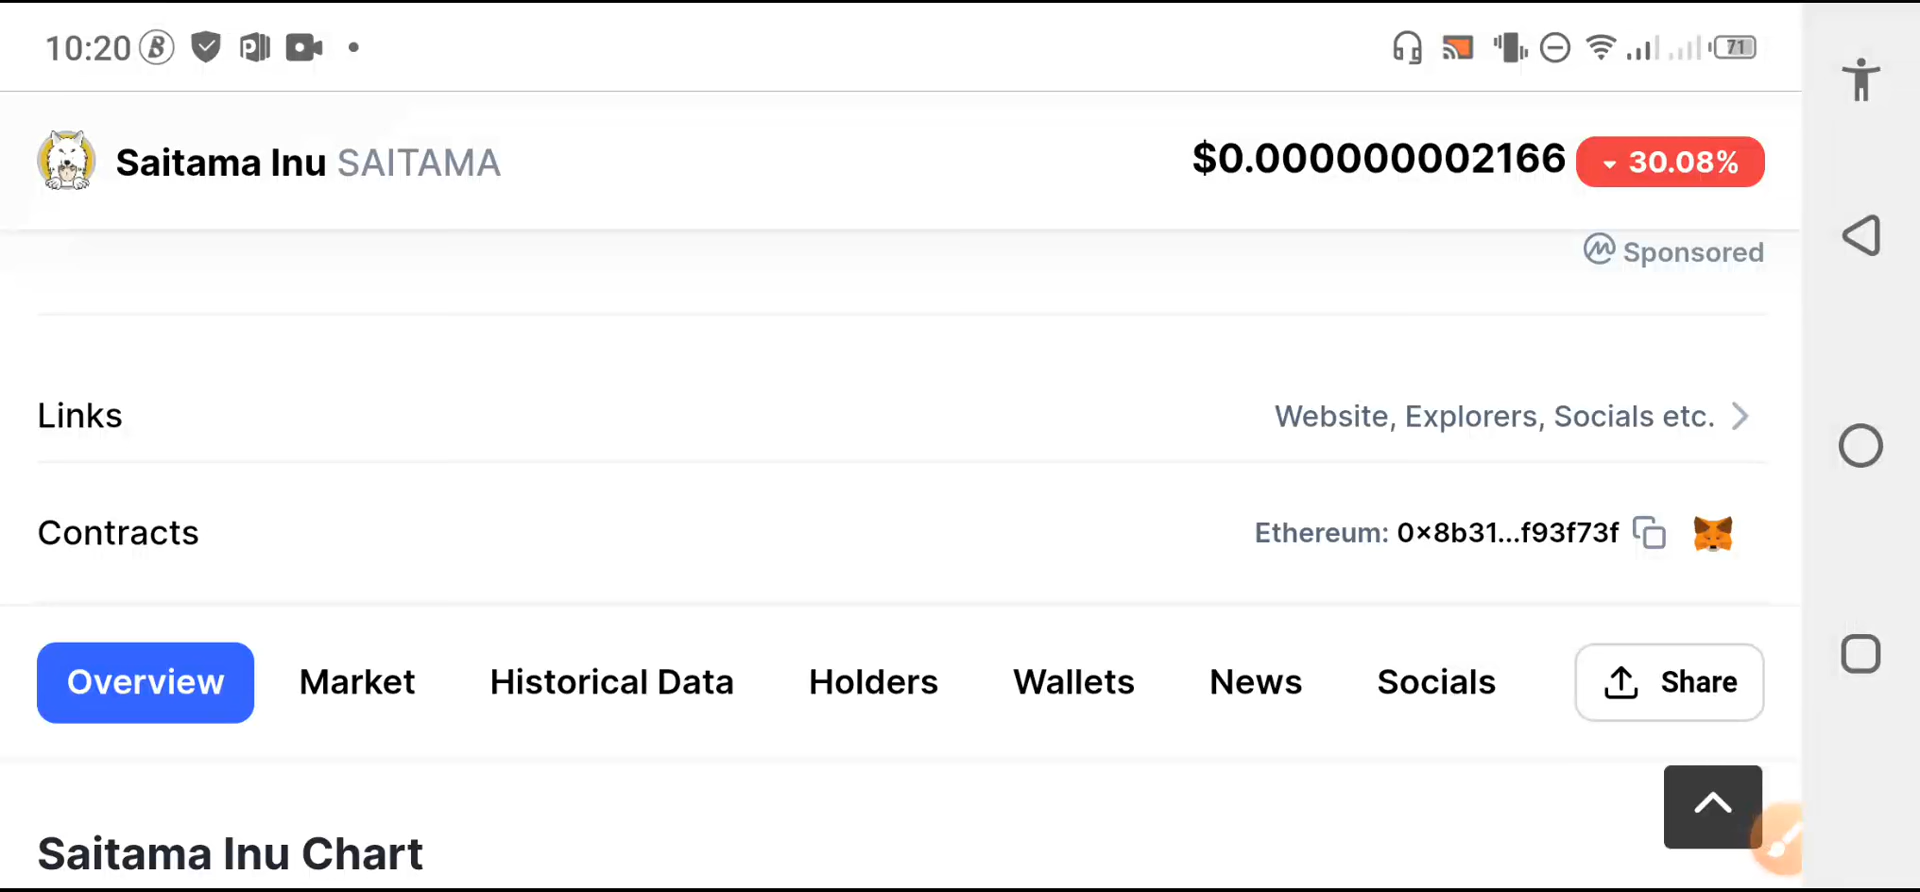 10:20
71
Saitama Inu SAITAMA
$0.000000002166 30.08%
Sponsored
Links
Website, Explorers, Socials etc.
Contracts
Ethereum: 0x8b31...f93f73f
Overview Market Historical Data Holders Wallets News Socials Share
Saitama Inu Chart